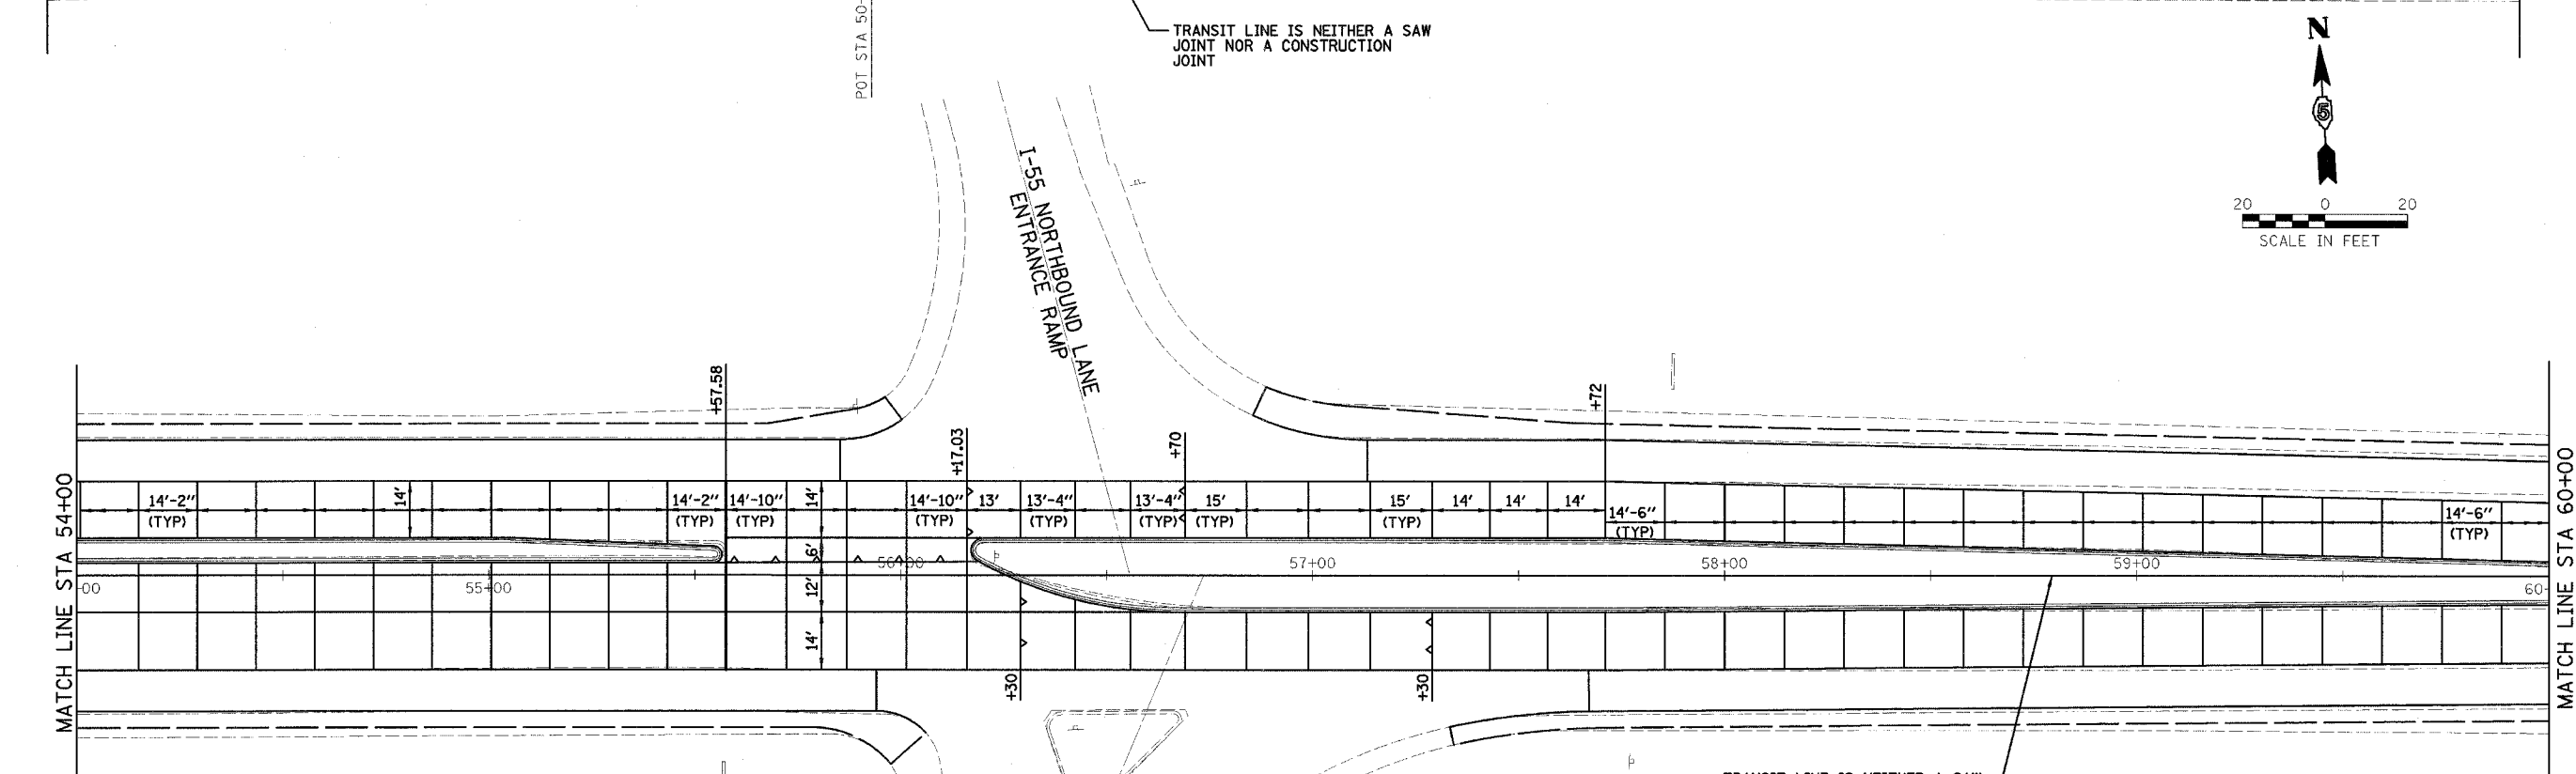 POT STA 50-
TRANSIT LINE IS NEITHER A SAW
JOINT NOR A CONSTRUCTION
JOINT
N
5
20 0 20
SCALE IN FEET
I-55 NORTHBOUND LANE
ENTRANCE RAMP
+57.58
+17.03
+70
+72
MATCH LINE STA 54+00
14'-2"
(TYP)
14'
14'-2"
(TYP)
14'-10"
(TYP)
14'
14'-10"
(TYP)
13'
13'-4"
(TYP)
13'-4"
(TYP)
15'
(TYP)
15'
(TYP)
14'
14'
14'
14'-6"
(TYP)
14'-6"
(TYP)
MATCH LINE STA 60+00
6'
12'
14'
-00
55+00
56+00
57+00
58+00
59+00
60-
+30
+30